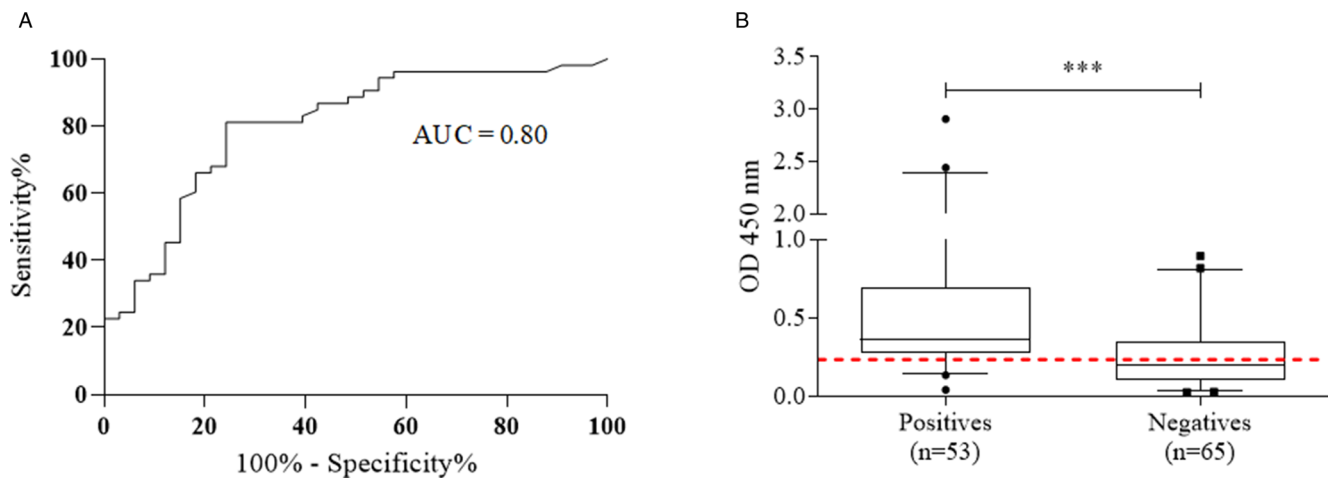 A
100
80
60
40
20
0
Sensitivity%
AUC = 0.80
0 20 40 60 80 100
100% - Specificity%
B
3.5
3.0
2.5
2.0
1.0
0.5
0.0
OD 450 nm
***
Positives Negatives
(n=53) (n=65)